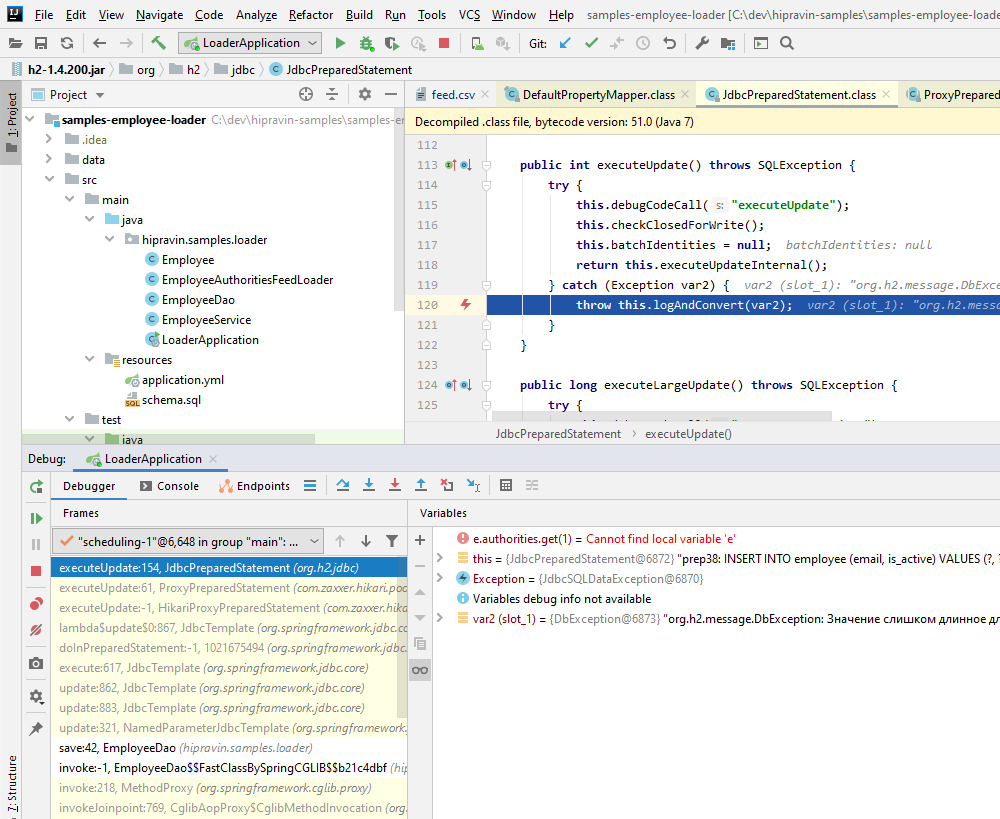 File Edit View Navigate Code Analyze Refactor Build Run Tools VCS Window Help samples-employee-loader [C:\dev\hipravin-samples\samples-employee-loade
LoaderApplication Git:
h2-1.4.200.jar org h2 jdbc JdbcPreparedStatement
1: Project
Project
feed.csv DefaultPropertyMapper.class JdbcPreparedStatement.class ProxyPrepared
samples-employee-loader C:\dev\hipravin-samples\samples-e
.idea
data
src
main
java
hipravin.samples.loader
Employee
EmployeeAuthoritiesFeedLoader
EmployeeDao
EmployeeService
LoaderApplication
resources
application.yml
schema.sql
test
java
Decompiled .class file, bytecode version: 51.0 (Java 7)
112
113 public int executeUpdate() throws SQLException {
114 try {
115 this.debugCodeCall( s: "executeUpdate");
116 this.checkClosedForWrite();
117 this.batchIdentities = null; batchIdentities: null
118 return this.executeUpdateInternal();
119 } catch (Exception var2) { var2 (slot_1): "org.h2.message.DbExce
120 throw this.logAndConvert(var2); var2 (slot_1): "org.h2.messa
121 }
122 }
123
124 public long executeLargeUpdate() throws SQLException {
125 try {
JdbcPreparedStatement executeUpdate()
Debug: LoaderApplication
Debugger Console Endpoints
Frames
"scheduling-1"@6,648 in group "main": ...
executeUpdate:154, JdbcPreparedStatement (org.h2.jdbc)
executeUpdate:61, ProxyPreparedStatement (com.zaxxer.hikari.poo
executeUpdate:-1, HikariProxyPreparedStatement (com.zaxxer.hika
lambda$update$0:867, JdbcTemplate (org.springframework.jdbc.co
doInPreparedStatement:-1, 1021675494 (org.springframework.jdbc.
execute:617, JdbcTemplate (org.springframework.jdbc.core)
update:862, JdbcTemplate (org.springframework.jdbc.core)
update:883, JdbcTemplate (org.springframework.jdbc.core)
update:321, NamedParameterJdbcTemplate (org.springframework.
save:42, EmployeeDao (hipravin.samples.loader)
invoke:-1, EmployeeDao$$FastClassBySpringCGLIB$$b21c4dbf (hip
invoke:218, MethodProxy (org.springframework.cglib.proxy)
invokeJoinpoint:769, CglibAopProxy$CglibMethodInvocation (org.
Variables
e.authorities.get(1) = Cannot find local variable 'e'
this = {JdbcPreparedStatement@6872} "prep38: INSERT INTO employee (email, is_active) VALUES (?, ?
Exception = {JdbcSQLDataException@6870}
Variables debug info not available
var2 (slot_1) = {DbException@6873} "org.h2.message.DbException: Значение слишком длинное дл
7: Structure